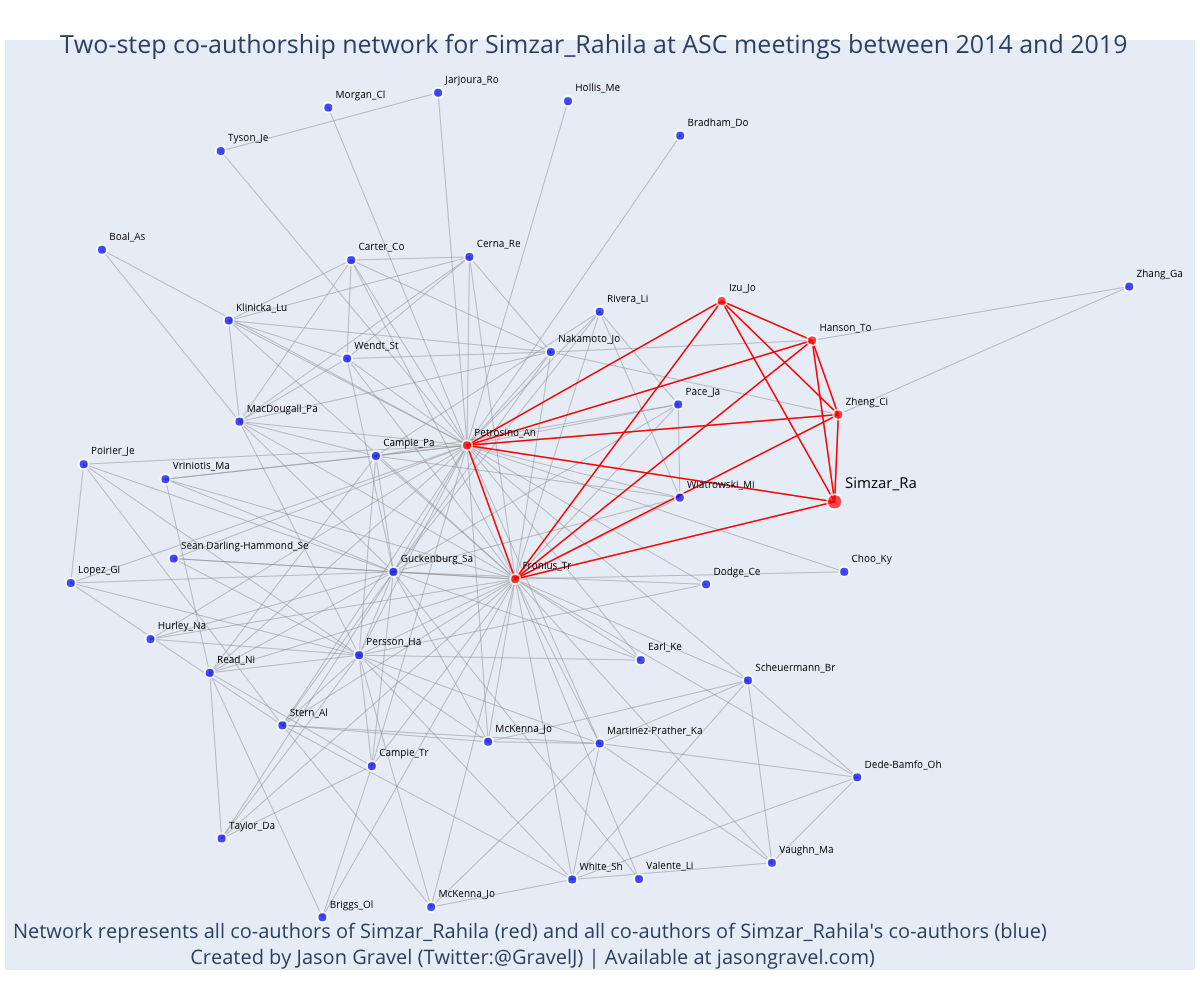 Two-step co-authorship network for Simzar_Rahila at ASC meetings between 2014 and 2019
Jarjoura_Ro
Hollis_Me
Morgan_Cl
Bradham_Do
Tyson_Je
Boal_As
Carter_Co
Cerna_Re
Zhang_Ga
Izu_Jo
Rivera_Li
Klinicka_Lu
Hanson_To
Nakamoto_Jo
Wendt_St
Pace_Ja
Zheng_Ci
MacDougall_Pa
Petrosino_An
Campie_Pa
Poirier_Je
Vriniotis_Ma
Simzar_Ra
Wiatrowski_Mi
Sean Darling-Hammond_Se
Guckenburg_Sa
Choo_Ky
Fronius_Tr
Lopez_Gi
Dodge_Ce
Hurley_Na
Persson_Ha
Earl_Ke
Read_Ni
Scheuermann_Br
Stern_Al
McKenna_Jo
Martinez-Prather_Ka
Campie_Tr
Dede-Bamfo_Oh
Taylor_Da
Vaughn_Ma
White_Sh
Valente_Li
McKenna_Jo
Briggs_Ol
Network represents all co-authors of Simzar_Rahila (red) and all co-authors of Simzar_Rahila's co-authors (blue)
Created by Jason Gravel (Twitter:@GravelJ) | Available at jasongravel.com)